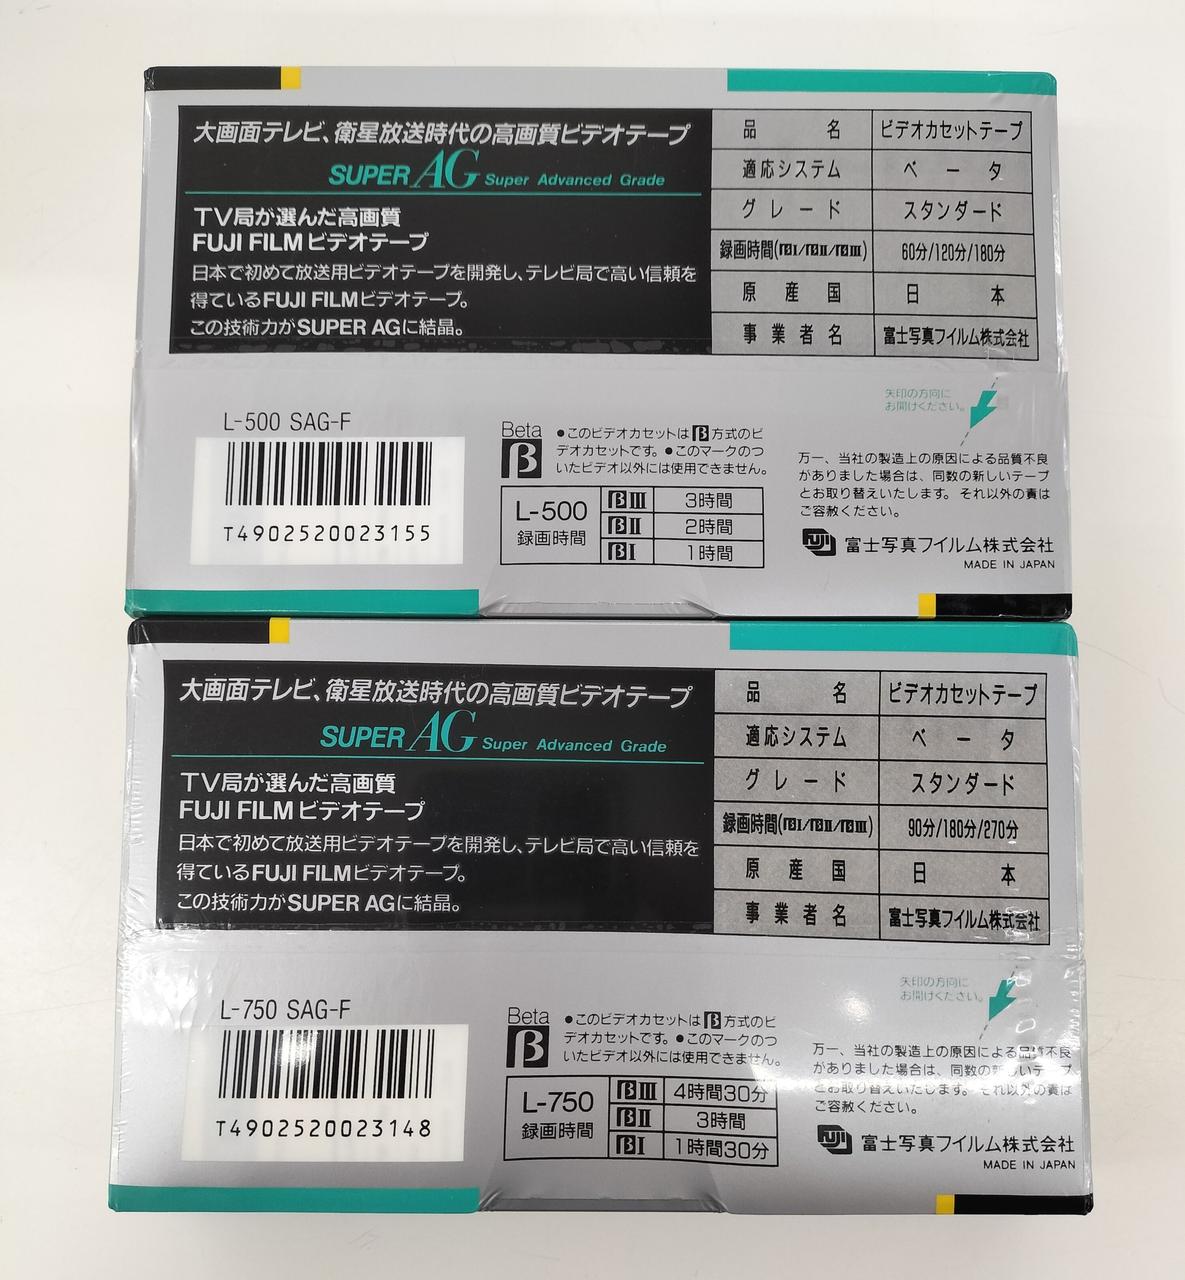 大画面テレビ、衛星放送時代の高画質ビデオテープ
SUPER AG Super Advanced Grade
TV局が選んだ高画質
FUJI FILMビデオテープ
日本で初めて放送用ビデオテープを開発し、テレビ局で高い信頼を
得ているFUJI FILMビデオテープ。
この技術力がSUPER AGに結晶。
品名 ビデオカセットテープ
適応システム ベータ
グレード スタンダード
録画時間(βI/βII/βIII) 60分/120分/180分
原産国 日本
事業者名 富士写真フイルム株式会社
L-500 SAG-F
T4902520023155
Beta
β
●このビデオカセットはβ方式のビ
デオカセットです。●このマークのつ
いたビデオ以外には使用できません。
L-500
録画時間
βIII 3時間
βII 2時間
βI 1時間
矢印の方向に
お開けください。
万一、当社の製造上の原因による品質不良
がありました場合は、同数の新しいテープ
とお取り替えいたします。それ以外の責は
ご容赦ください。
FUJI 富士写真フイルム株式会社
MADE IN JAPAN
大画面テレビ、衛星放送時代の高画質ビデオテープ
SUPER AG Super Advanced Grade
TV局が選んだ高画質
FUJI FILMビデオテープ
日本で初めて放送用ビデオテープを開発し、テレビ局で高い信頼を
得ているFUJI FILMビデオテープ。
この技術力がSUPER AGに結晶。
品名 ビデオカセットテープ
適応システム ベータ
グレード スタンダード
録画時間(βI/βII/βIII) 90分/180分/270分
原産国 日本
事業者名 富士写真フイルム株式会社
L-750 SAG-F
T4902520023148
Beta
β
●このビデオカセットはβ方式のビ
デオカセットです。●このマークのつ
いたビデオ以外には使用できません。
L-750
録画時間
βIII 4時間30分
βII 3時間
βI 1時間30分
矢印の方向に
お開けください。
万一、当社の製造上の原因による品質不良
がありました場合は、同数の新しいテープ
とお取り替えいたします。それ以外の責は
ご容赦ください。
FUJI 富士写真フイルム株式会社
MADE IN JAPAN